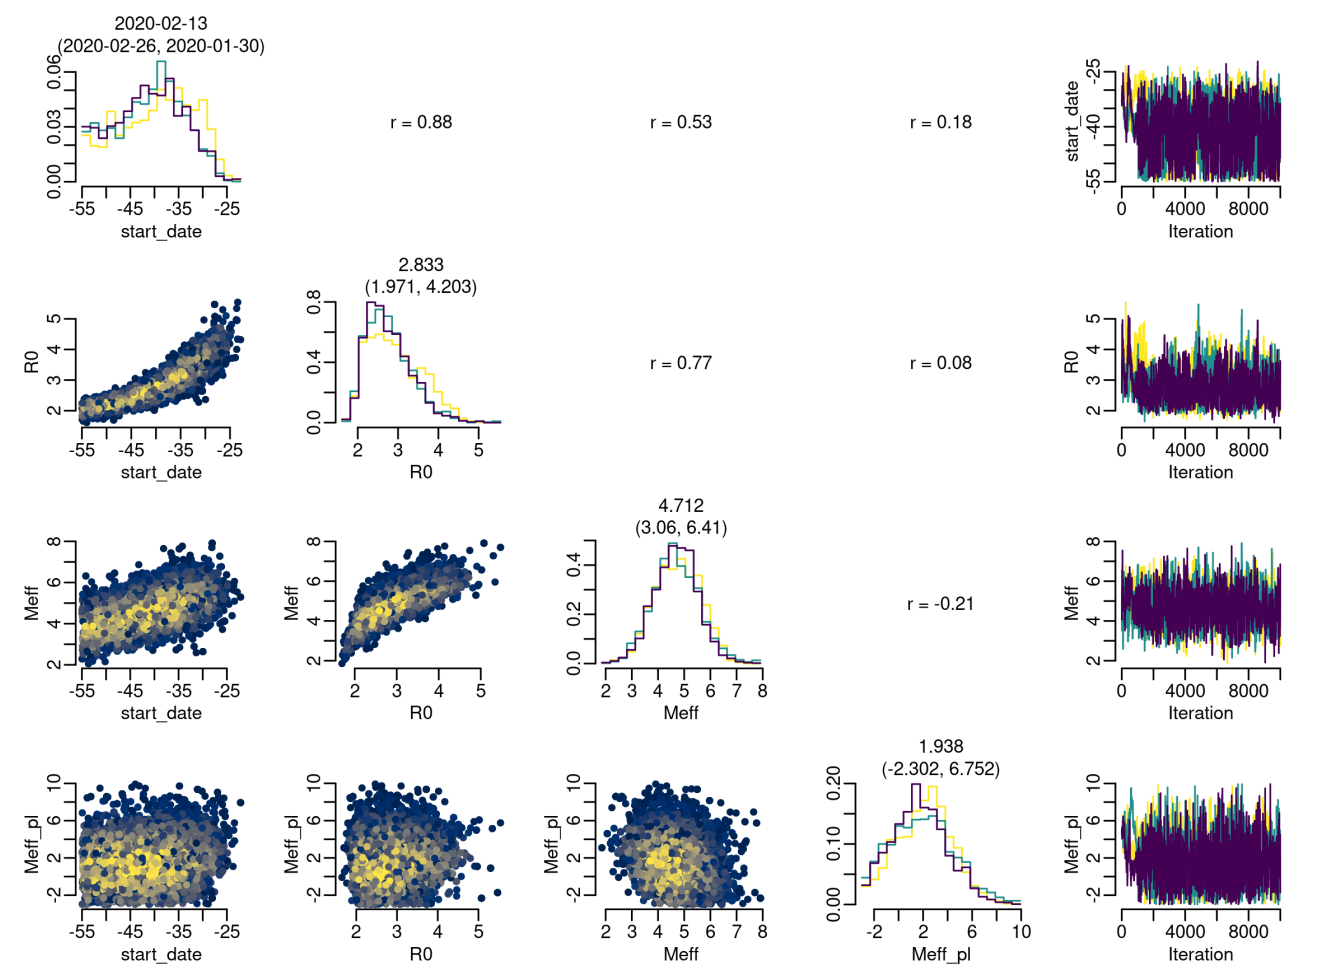 2020-02-13
(2020-02-26, 2020-01-30)
0.00 0.03 0.06
-55 -45 -35 -25
start_date
r = 0.88
r = 0.53
r = 0.18
start_date
-55 -40 -25
0 4000 8000
Iteration
R0
2 3 4 5
-55 -45 -35 -25
start_date
2.833
(1.971, 4.203)
0.0 0.4 0.8
2 3 4 5
R0
r = 0.77
r = 0.08
R0
2 3 4 5
0 4000 8000
Iteration
Meff
2 4 6 8
-55 -45 -35 -25
start_date
Meff
2 4 6 8
2 3 4 5
R0
4.712
(3.06, 6.41)
0.0 0.2 0.4
2 3 4 5 6 7 8
Meff
r = -0.21
Meff
2 4 6 8
0 4000 8000
Iteration
Meff_pl
-2 2 6 10
-55 -45 -35 -25
start_date
Meff_pl
-2 2 6 10
2 3 4 5
R0
Meff_pl
-2 2 6 10
2 3 4 5 6 7 8
Meff
1.938
(-2.302, 6.752)
0.00 0.10 0.20
-2 2 6 10
Meff_pl
Meff_pl
-2 2 6 10
0 4000 8000
Iteration